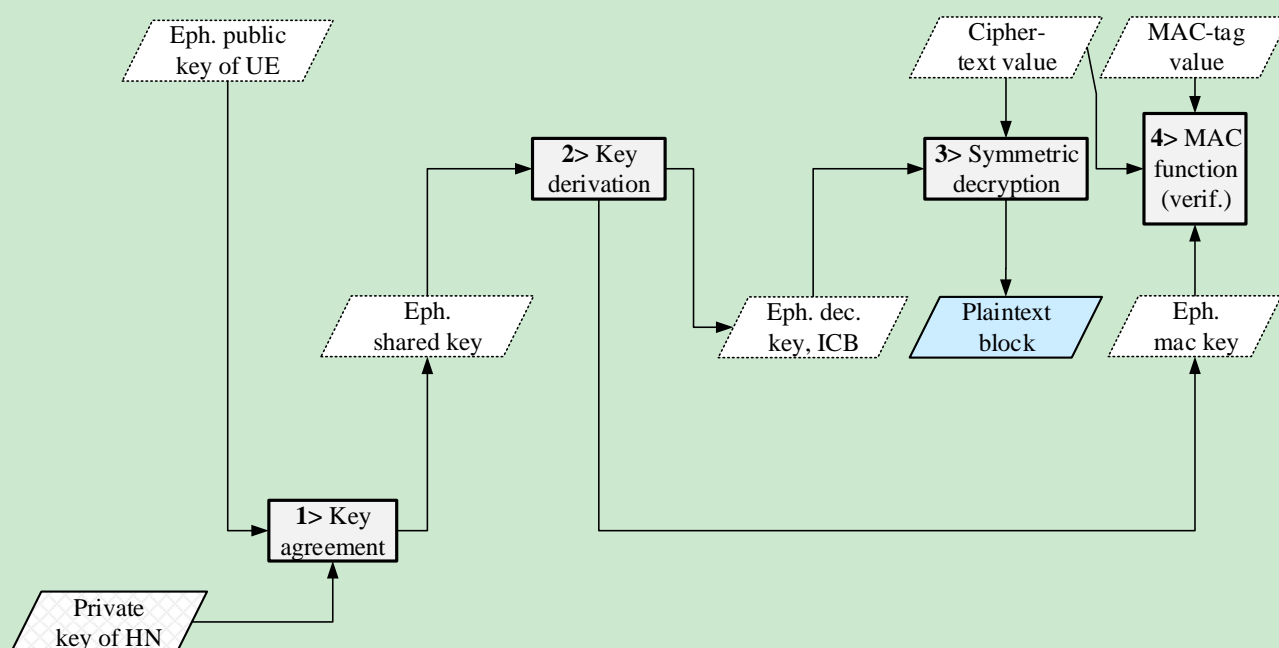 Eph. public
key of UE
Cipher-
text value
MAC-tag
value
2> Key
derivation
3> Symmetric
decryption
4> MAC
function
(verif.)
Eph.
shared key
Eph. dec.
key, ICB
Plaintext
block
Eph.
mac key
1> Key
agreement
Private
key of HN